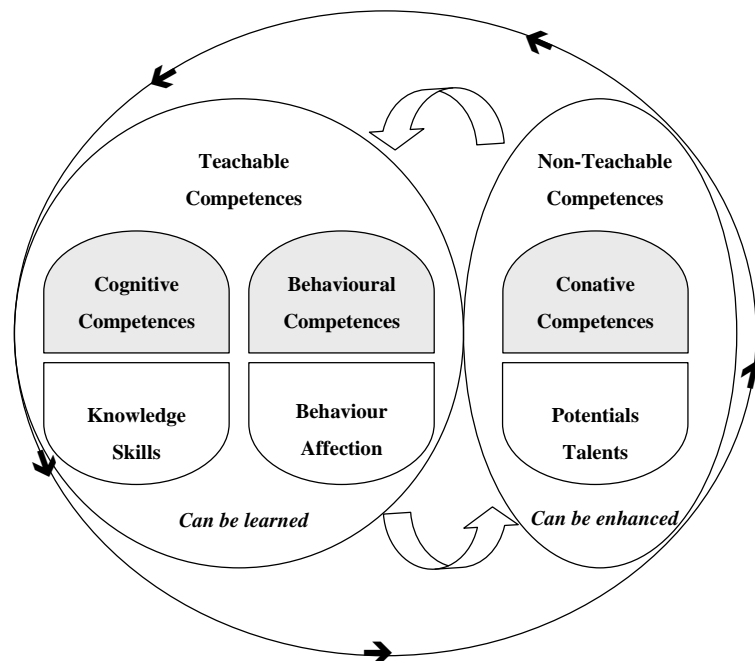 Teachable
Competences
Non-Teachable
Competences
Cognitive
Competences
Behavioural
Competences
Conative
Competences
Knowledge
Skills
Behaviour
Affection
Potentials
Talents
Can be learned
Can be enhanced